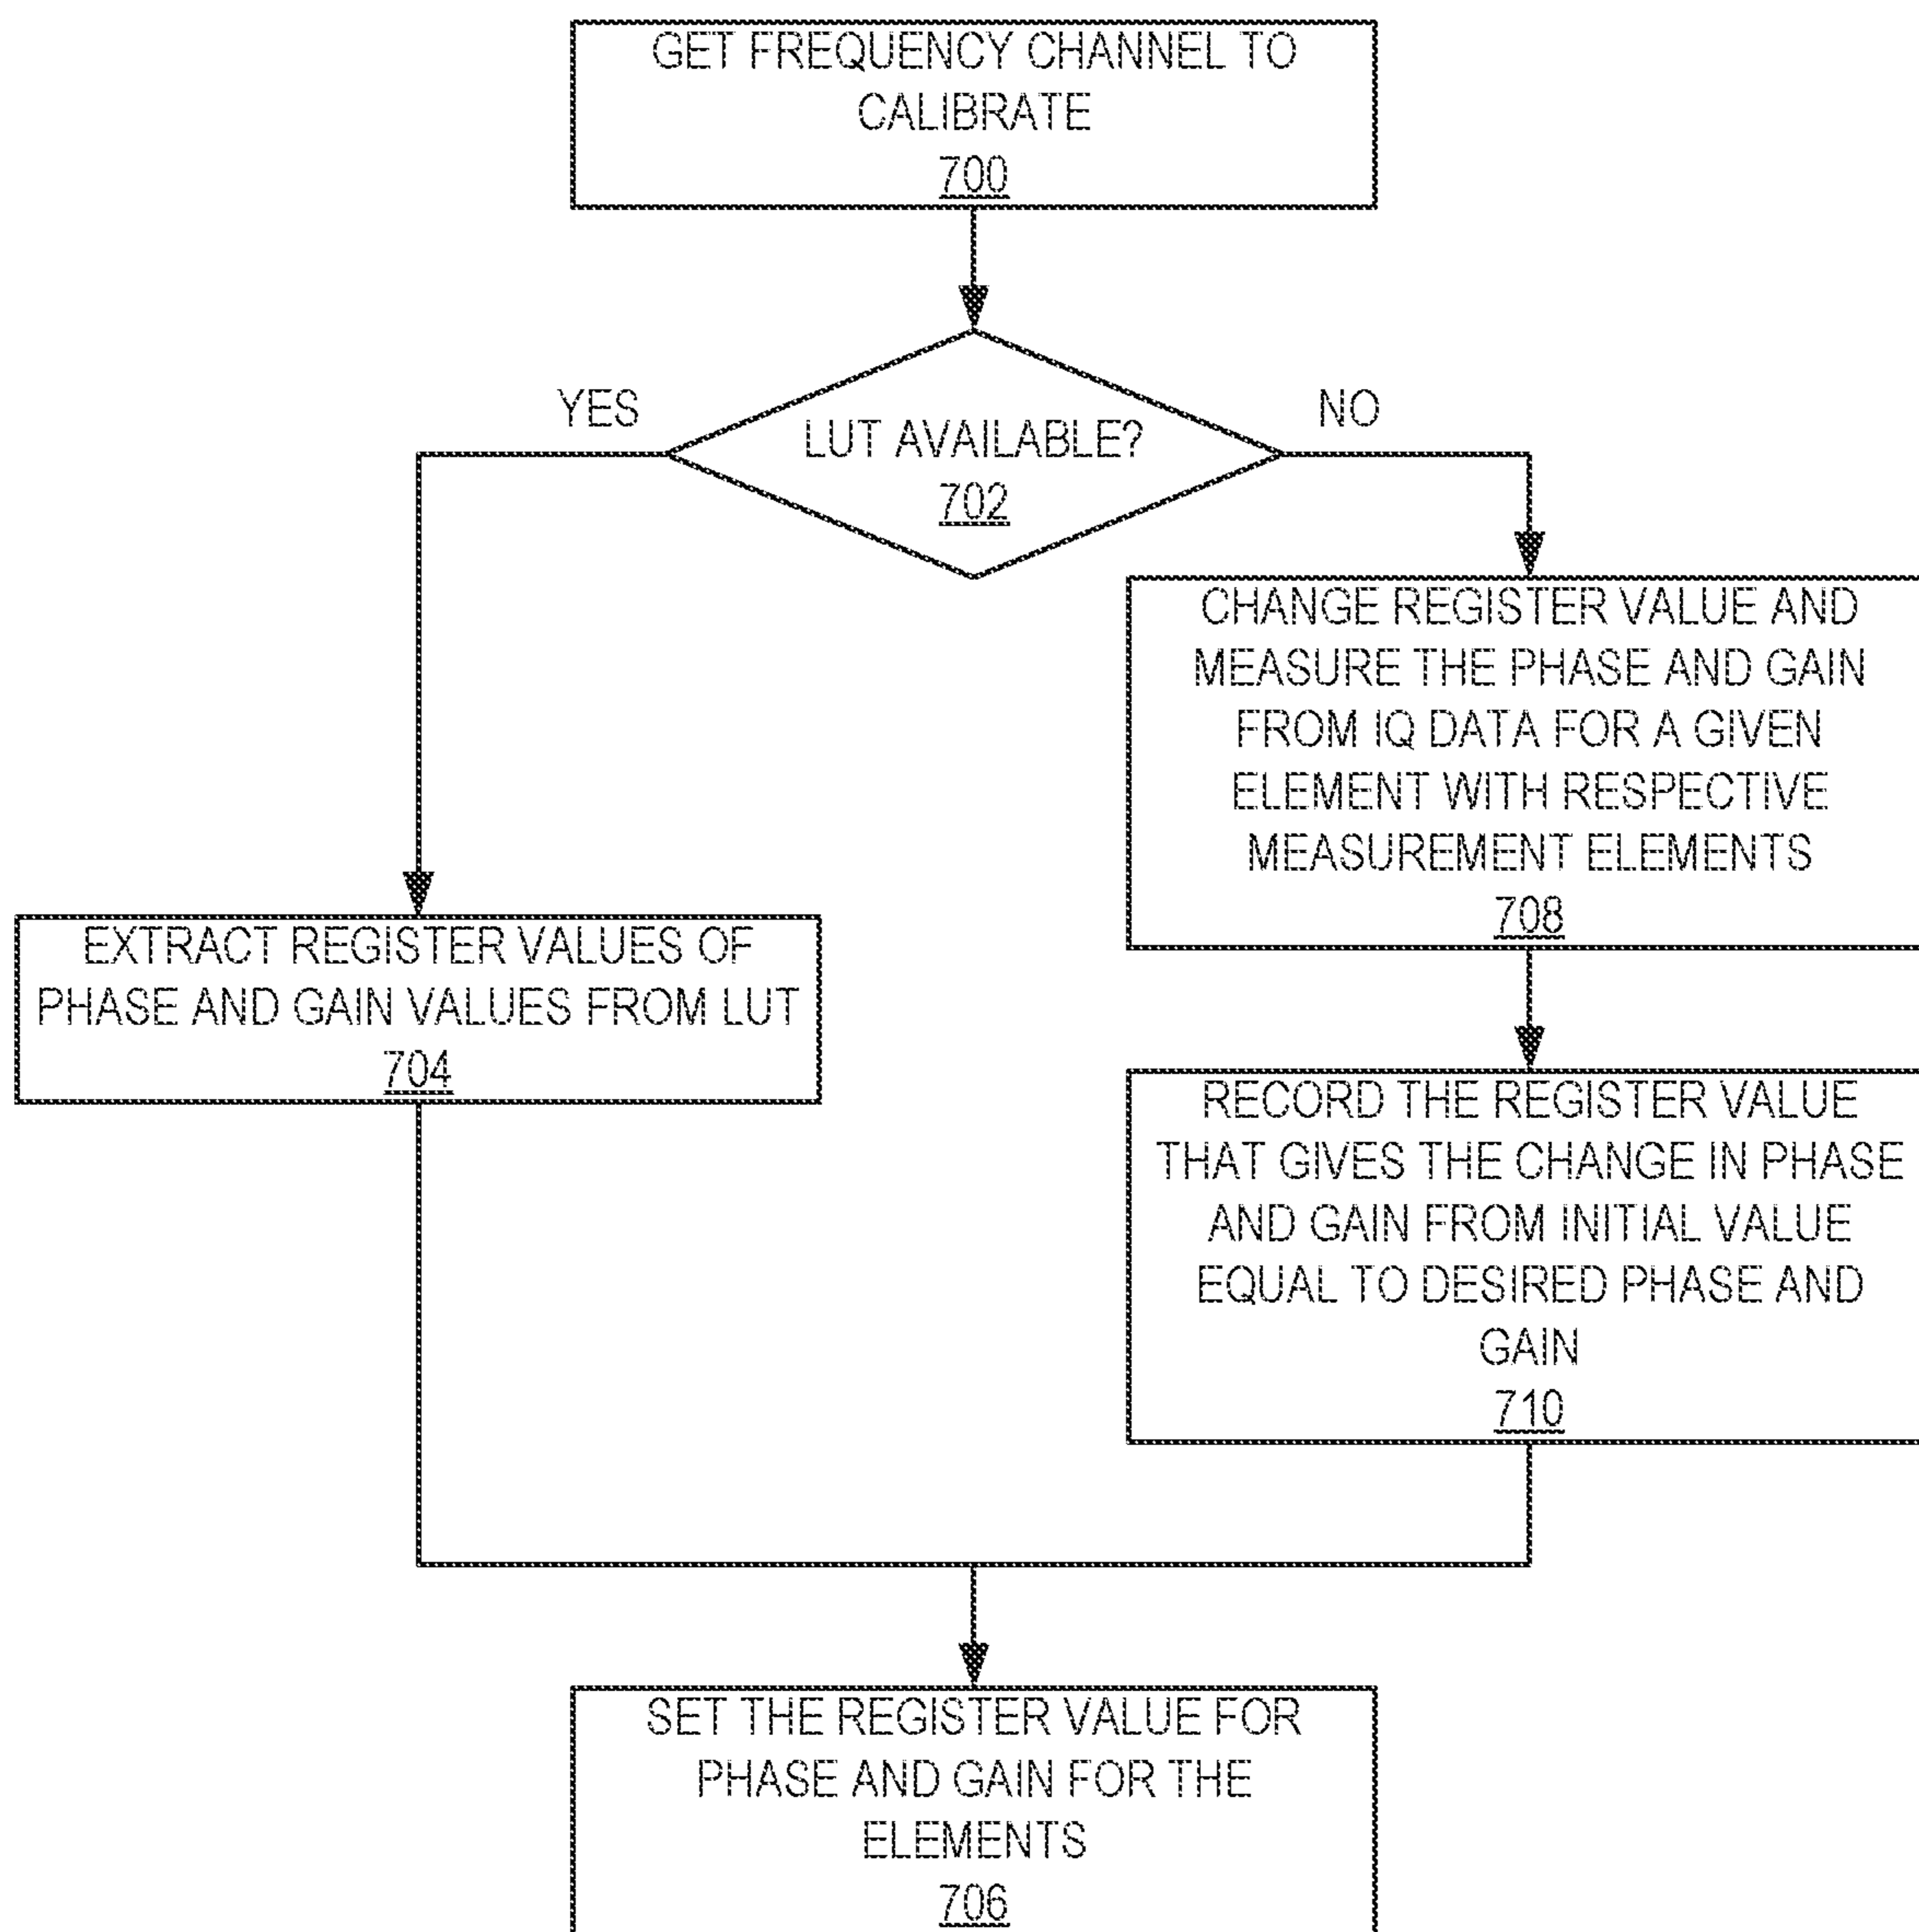 GET FREQUENCY CHANNEL TO
CALIBRATE
700
YES
NO
LUT AVAILABLE?
702
CHANGE REGISTER VALUE AND
MEASURE THE PHASE AND GAIN
FROM IQ DATA FOR A GIVEN
ELEMENT WITH RESPECTIVE
MEASUREMENT ELEMENTS
708
EXTRACT REGISTER VALUES OF
PHASE AND GAIN VALUES FROM LUT
704
RECORD THE REGISTER VALUE
THAT GIVES THE CHANGE IN PHASE
AND GAIN FROM INITIAL VALUE
EQUAL TO DESIRED PHASE AND
GAIN
710
SET THE REGISTER VALUE FOR
PHASE AND GAIN FOR THE
ELEMENTS
706